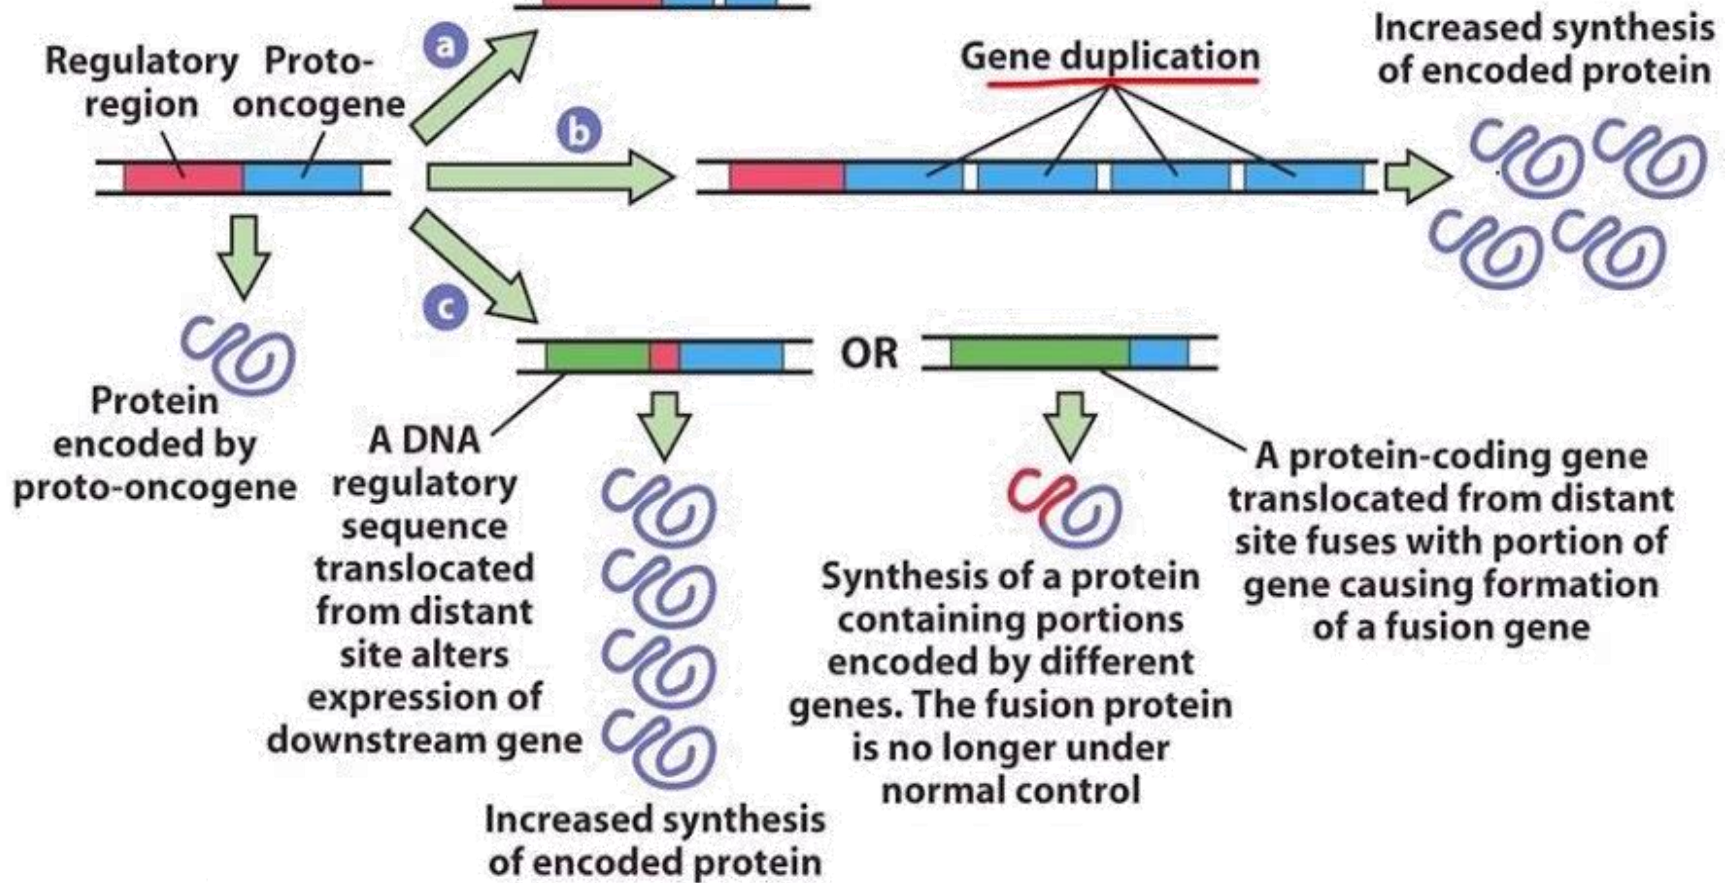 a
Regulatory
region
Proto-
oncogene
b
Gene duplication
Increased synthesis
of encoded protein
c
OR
Protein
encoded by
proto-oncogene
A DNA
regulatory
sequence
translocated
from distant
site alters
expression of
downstream gene
Increased synthesis
of encoded protein
Synthesis of a protein
containing portions
encoded by different
genes. The fusion protein
is no longer under
normal control
A protein-coding gene
translocated from distant
site fuses with portion of
gene causing formation
of a fusion gene